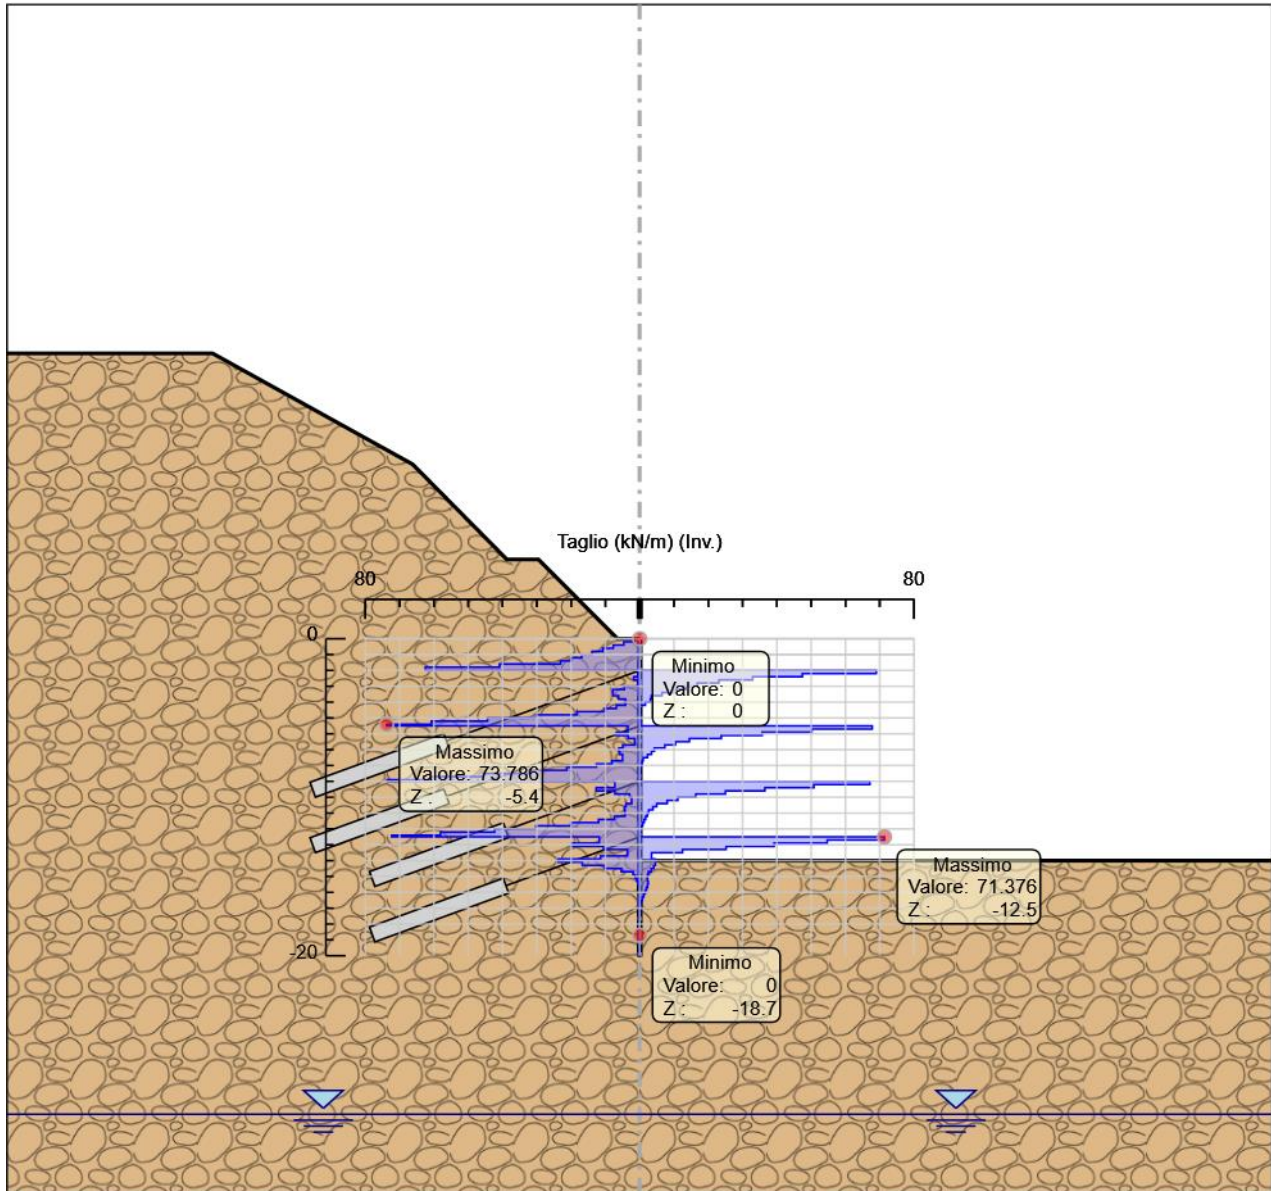 Taglio (kN/m) (Inv.)
80 80
0
Minimo
Valore: 0
Z : 0
Massimo
Valore: 73.786
Z : -5.4
Massimo
Valore: 71.376
Z : -12.5
-20
Minimo
Valore: 0
Z : -18.7